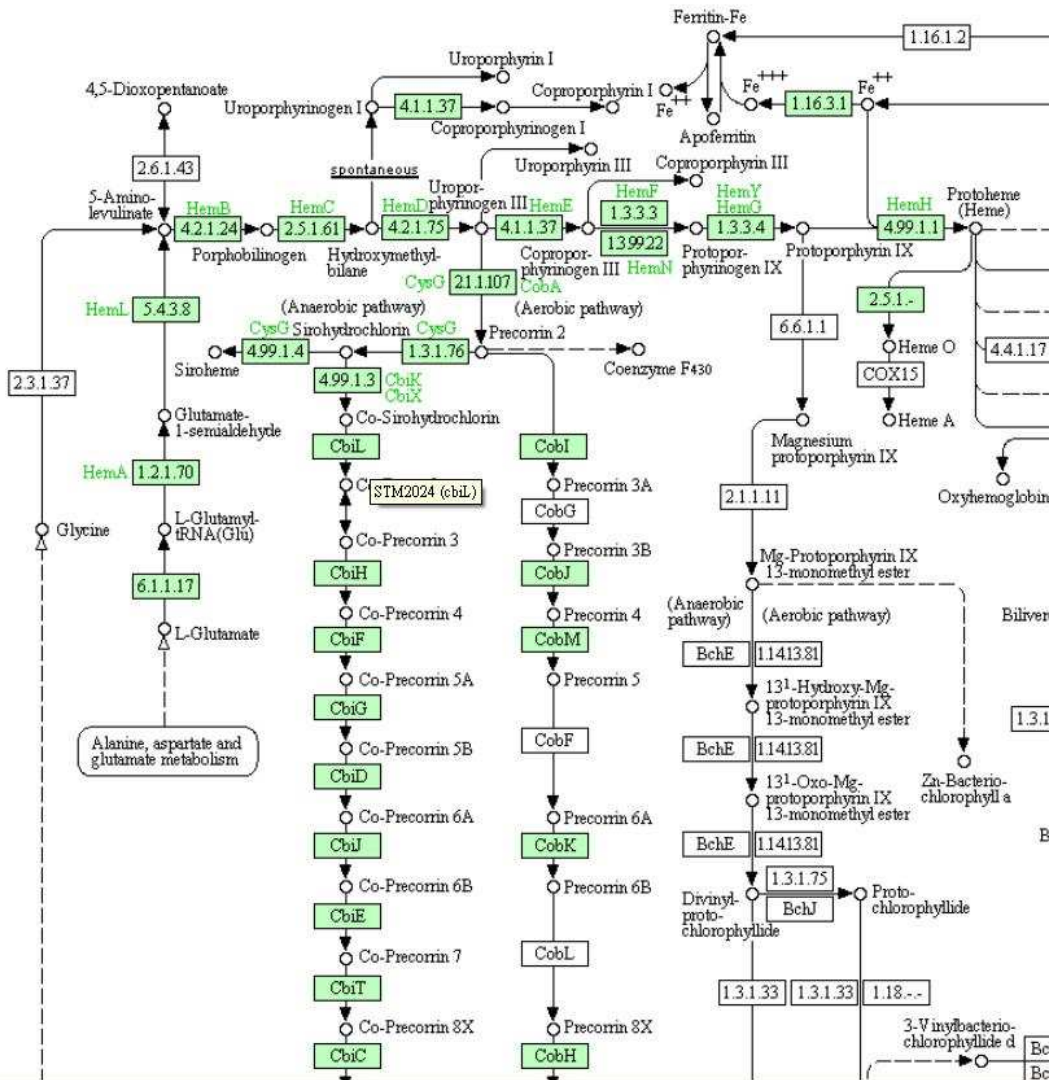 Ferritin-Fe
1.16.1.2
Uroporphyrin I
4,5-Dioxopentanoate
Fe+++
Fe++
Uroporphyrinogen I
4.1.1.37
Coproporphyrin I
Fe++
1.16.3.1
Coproporphyrinogen I
Apoferritin
2.6.1.43
spontaneous
Uroporphyrin III
Coproporphyrin III
5-Amino-
levulinate
Uropor-
phyrinogen III
Protoheme
(Heme)
HemB
HemC
HemD
HemE
HemF
HemY
HemG
HemH
4.2.1.24
2.5.1.61
4.2.1.75
4.1.1.37
1.3.3.3
1.3.3.4
4.99.1.1
Porphobilinogen
Hydroxymethyl-
bilane
Copropor-
phyrinogen III
1.3.99.22
HemN
Protopor-
phyrinogen IX
Protoporphyrin IX
CysG
2.1.1.107
CobA
HemL
5.4.3.8
(Anaerobic pathway)
(Aerobic pathway)
2.5.1.-
6.6.1.1
CysG
Sirohydrochlorin
CysG
Precorrin 2
4.99.1.4
1.3.1.76
Heme O
4.4.1.17
Siroheme
Coenzyme F430
2.3.1.37
4.99.1.3
CbiK
CbiX
COX15
Glutamate-
1-semialdehyde
Co-Sirohydrochlorin
Heme A
CbiL
CobI
Magnesium
protoporphyrin IX
HemA
1.2.1.70
Precorrin 3A
STM2024 (cbiL)
Oxyhemoglobin
2.1.1.11
Glycine
L-Glutamyl-
tRNA(Glu)
CobG
Co-Precorrin 3
Precorrin 3B
Mg-Protoporphyrin IX
13-monomethyl ester
6.1.1.17
CbiH
CobJ
(Anaerobic
pathway)
(Aerobic pathway)
Co-Precorrin 4
Precorrin 4
L-Glutamate
CbiF
CobM
BchE
1.14.13.81
Co-Precorrin 5A
Precorrin 5
13¹-Hydroxy-Mg-
protoporphyrin IX
13-monomethyl ester
CbiG
CobF
Alanine, aspartate and
glutamate metabolism
Co-Precorrin 5B
BchE
1.14.13.81
CbiD
Zn-Bacterio-
chlorophyll a
13¹-Oxo-Mg-
protoporphyrin IX
13-monomethyl ester
Co-Precorrin 6A
Precorrin 6A
CbiJ
CobK
BchE
1.14.13.81
Co-Precorrin 6B
Precorrin 6B
1.3.1.75
BchJ
Divinyl-
proto-
chlorophyllide
Proto-
chlorophyllide
CbiE
Co-Precorrin 7
CobL
CbiT
1.3.1.33
1.3.1.33
1.18.-.-
Co-Precorrin 8X
Precorrin 8X
3-Vinylbacterio-
chlorophyllide d
CbiC
CobH